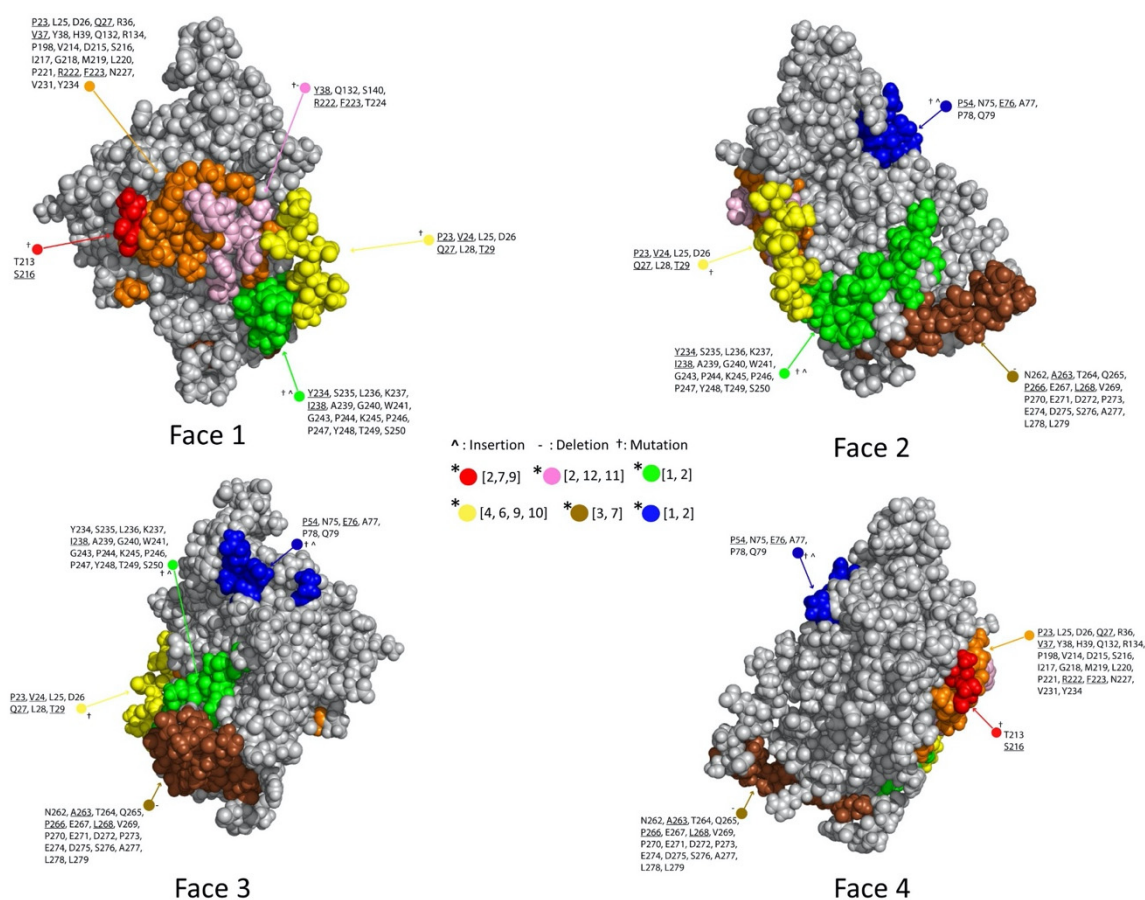 P23, L25, D26, Q27, R36,
V37, Y38, H39, Q132, R134,
P198, V214, D215, S216,
I217, G218, M219, L220,
P221, R222, F223, N227,
V231, Y234
†-
Y38, Q132, S140,
R222, F223, T224
†
P23, V24, L25, D26
Q27, L28, T29
†
T213
S216
† ^
Y234, S235, L236, K237,
I238, A239, G240, W241,
G243, P244, K245, P246,
P247, Y248, T249, S250
Face 1
† ^
P54, N75, E76, A77,
P78, Q79
P23, V24, L25, D26
Q27, L28, T29
†
Y234, S235, L236, K237,
I238, A239, G240, W241,
G243, P244, K245, P246,
P247, Y248, T249, S250
† ^
-
N262, A263, T264, Q265,
P266, E267, L268, V269,
P270, E271, D272, P273,
E274, D275, S276, A277,
L278, L279
Face 2
^ : Insertion - : Deletion †: Mutation
* [2,7,9] * [2, 12, 11] * [1, 2]
* [4, 6, 9, 10] * [3, 7] * [1, 2]
Y234, S235, L236, K237,
I238, A239, G240, W241,
G243, P244, K245, P246,
P247, Y248, T249, S250
† ^
P54, N75, E76, A77,
P78, Q79
† ^
P23, V24, L25, D26
Q27, L28, T29
†
-
N262, A263, T264, Q265,
P266, E267, L268, V269,
P270, E271, D272, P273,
E274, D275, S276, A277,
L278, L279
Face 3
P54, N75, E76, A77,
P78, Q79
† ^
P23, L25, D26, Q27, R36,
V37, Y38, H39, Q132, R134,
P198, V214, D215, S216,
I217, G218, M219, L220,
P221, R222, F223, N227,
V231, Y234
†
T213
S216
-
N262, A263, T264, Q265,
P266, E267, L268, V269,
P270, E271, D272, P273,
E274, D275, S276, A277,
L278, L279
Face 4